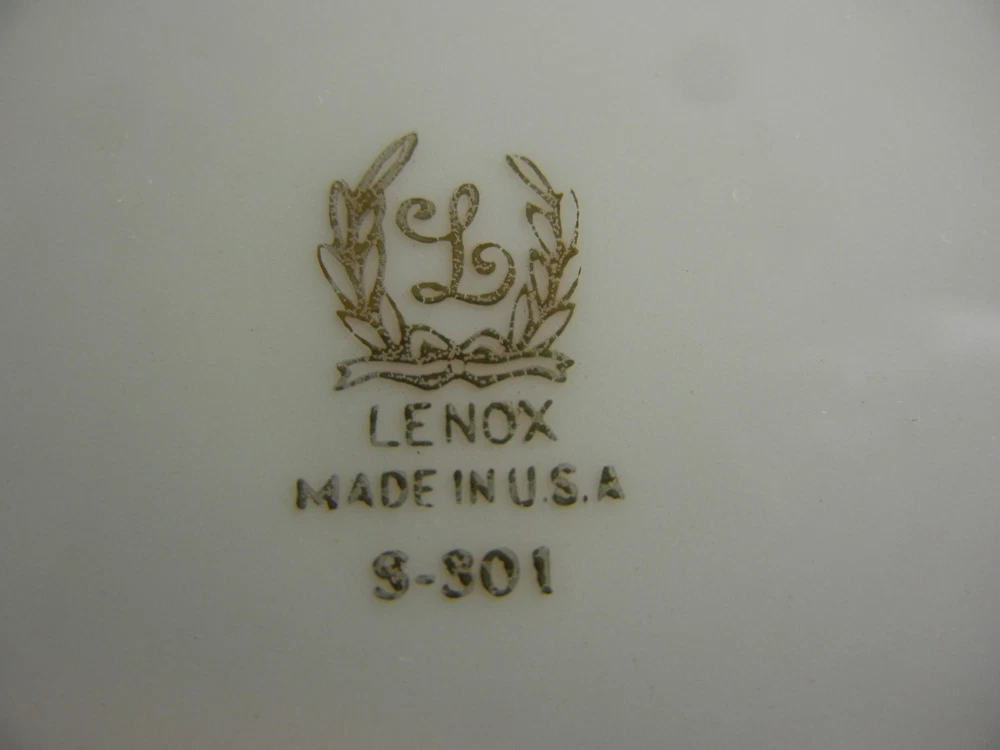 L
LENOX
MADE IN U.S.A
S-301